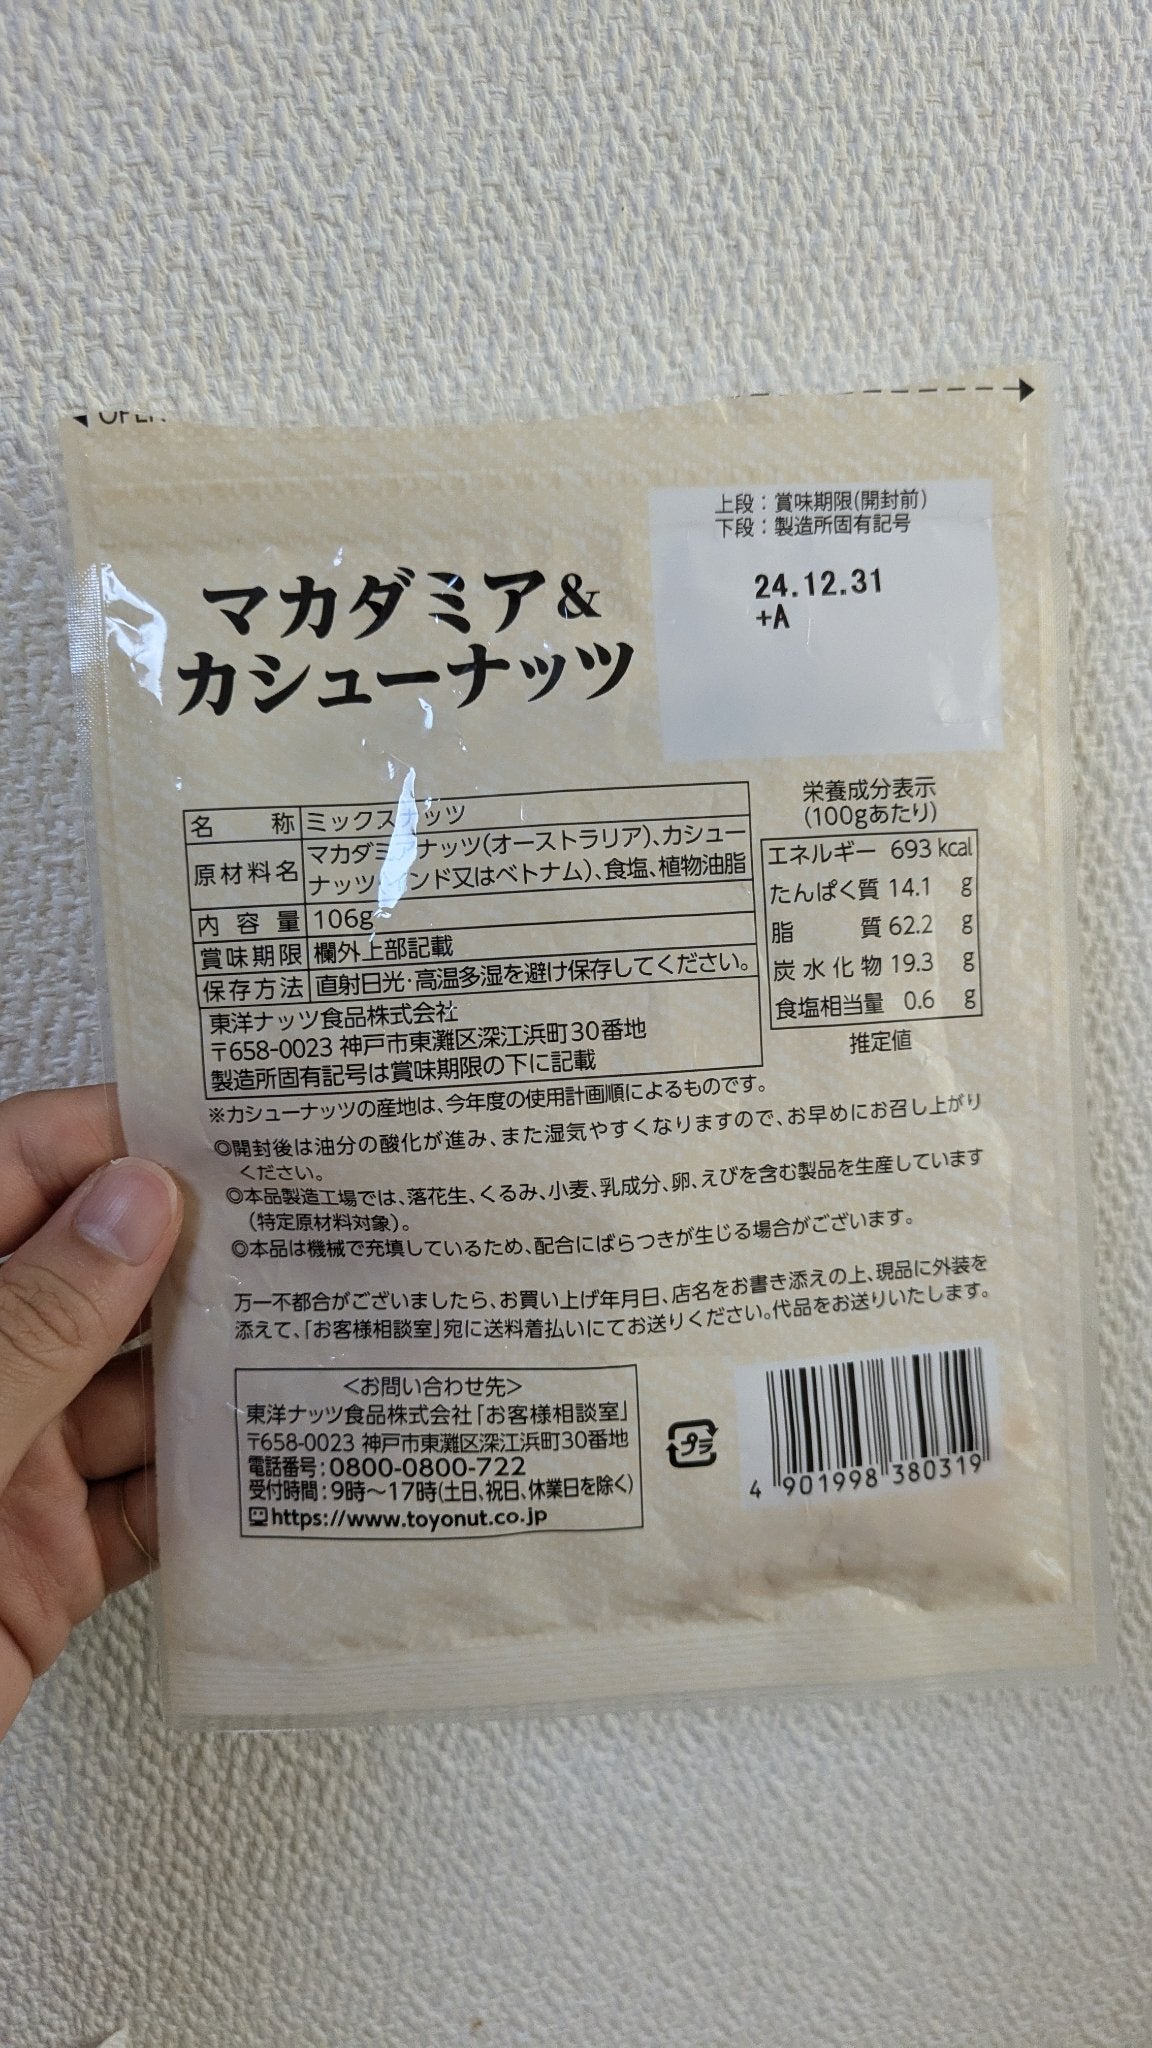 上段：賞味期限(開封前)
下段：製造所固有記号
24.12.31
+A
マカダミア&
カシューナッツ
名称 ミックスナッツ
原材料名 マカダミアナッツ(オーストラリア)、カシュー
ナッツ(インド又はベトナム)、食塩、植物油脂
内容量 106g
賞味期限 欄外上部記載
保存方法 直射日光・高温多湿を避け保存してください。
東洋ナッツ食品株式会社
〒658-0023 神戸市東灘区深江浜町30番地
製造所固有記号は賞味期限の下に記載
栄養成分表示
(100gあたり)
エネルギー 693 kcal
たんぱく質 14.1 g
脂質 62.2 g
炭水化物 19.3 g
食塩相当量 0.6 g
推定値
※カシューナッツの産地は、今年度の使用計画順によるものです。
◎開封後は油分の酸化が進み、また湿気やすくなりますので、お早めにお召し上がり
ください。
◎本品製造工場では、落花生、くるみ、小麦、乳成分、卵、えびを含む製品を生産しています
(特定原材料対象)。
◎本品は機械で充填しているため、配合にばらつきが生じる場合がございます。
万一不都合がございましたら、お買い上げ年月日、店名をお書き添えの上、現品に外装を
添えて、「お客様相談室」宛に送料着払いにてお送りください。代品をお送りいたします。
<お問い合わせ先>
東洋ナッツ食品株式会社「お客様相談室」
〒658-0023 神戸市東灘区深江浜町30番地
電話番号：0800-0800-722
受付時間：9時〜17時(土日、祝日、休業日を除く)
https://www.toyonut.co.jp
プラ
4 901998 380319